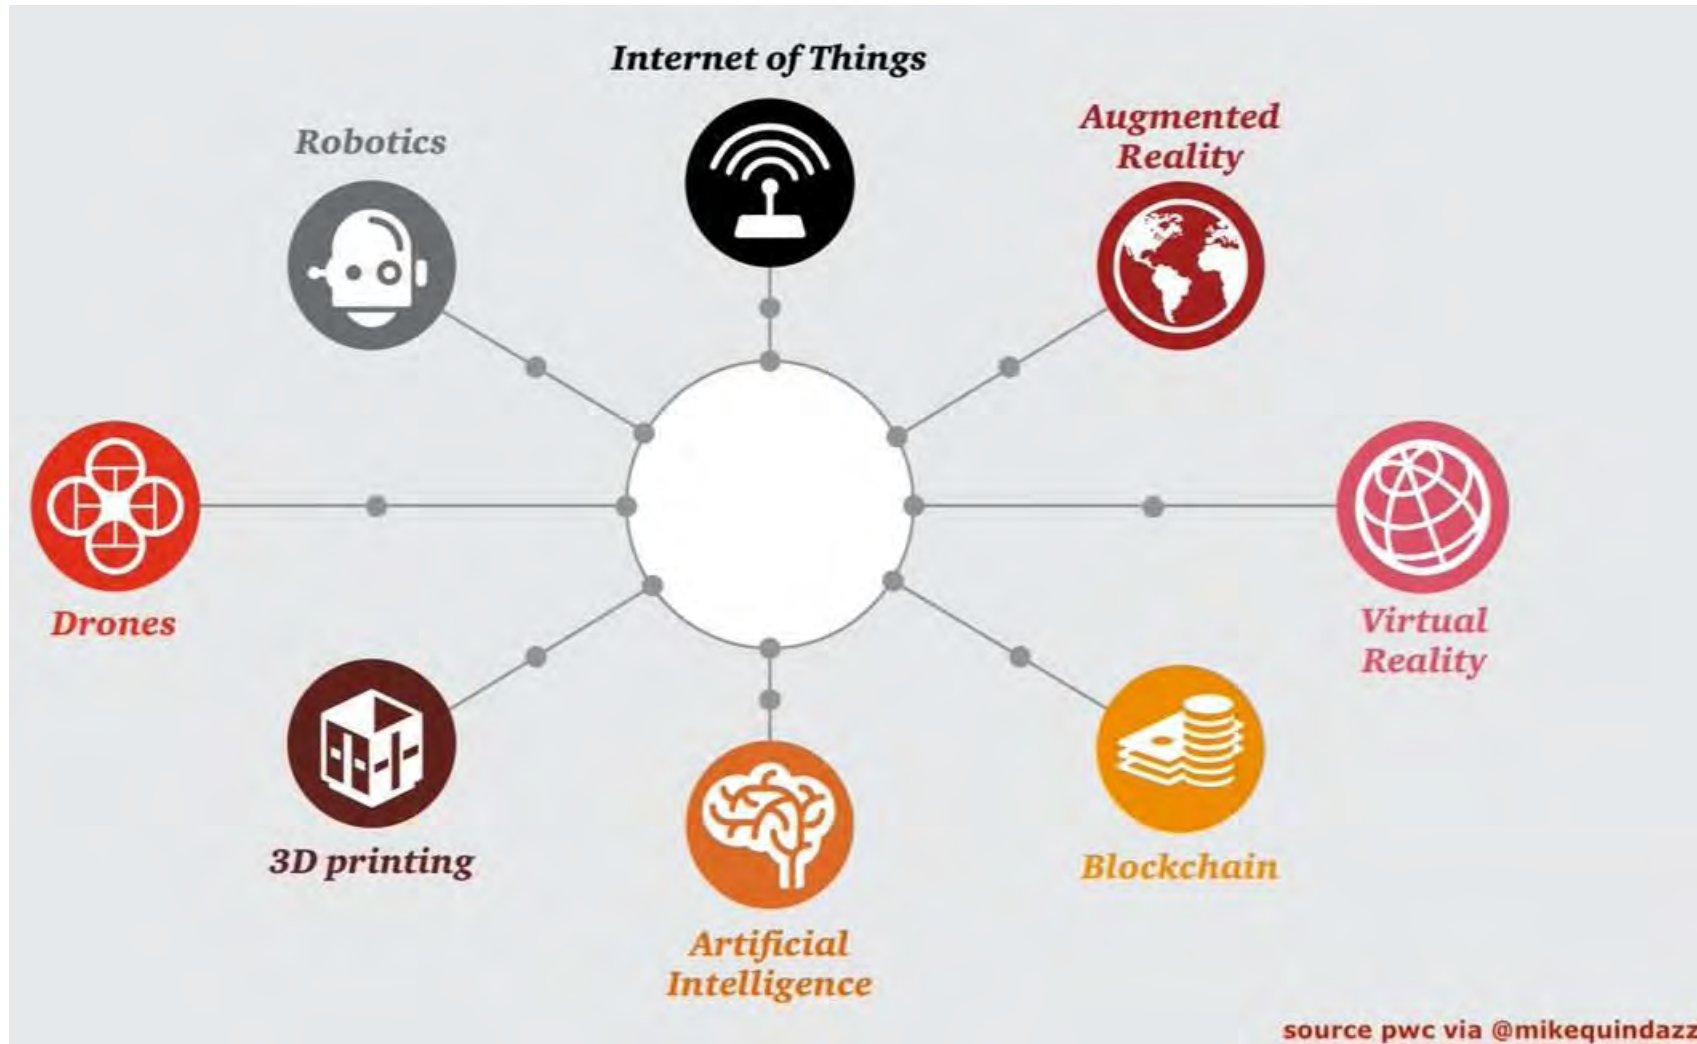 Internet of Things
Augmented
Reality
Robotics
Drones
Virtual
Reality
3D printing
Blockchain
Artificial
Intelligence
source pwc via @mikequindazz